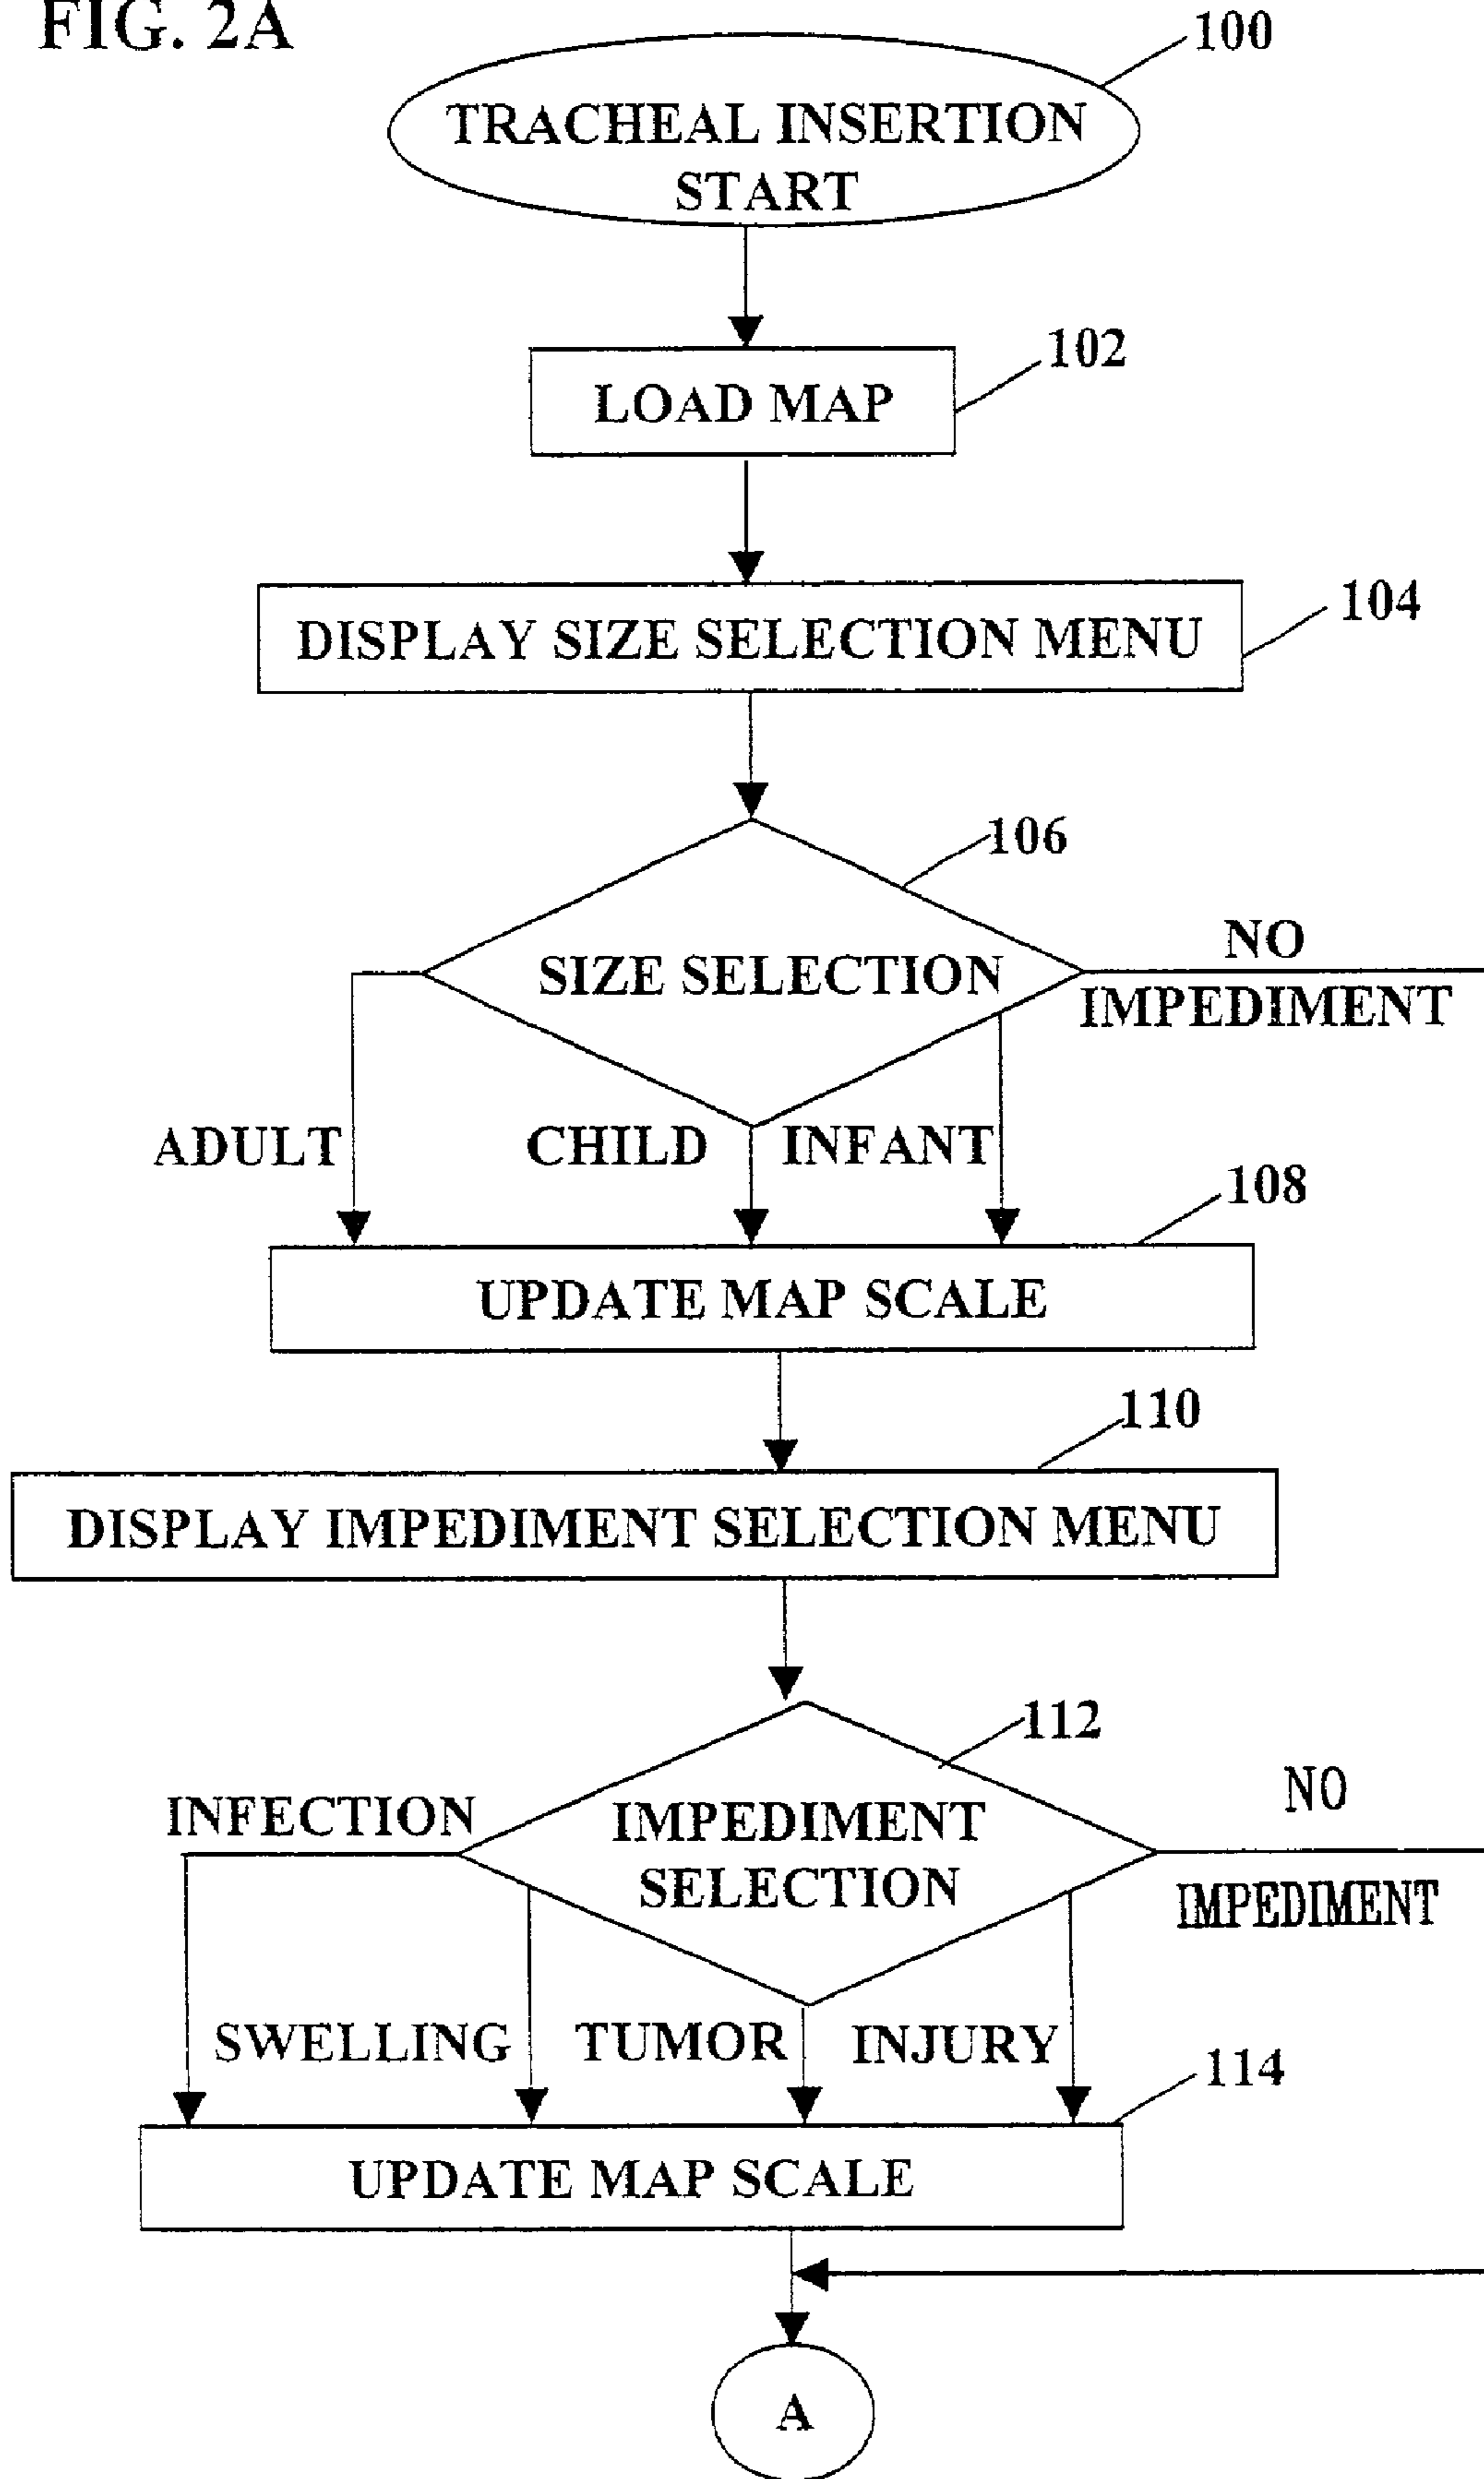 FIG. 2A
100
TRACHEAL INSERTION
START
102
LOAD MAP
104
DISPLAY SIZE SELECTION MENU
106
SIZE SELECTION
NO
IMPEDIMENT
ADULT
CHILD
INFANT
108
UPDATE MAP SCALE
110
DISPLAY IMPEDIMENT SELECTION MENU
112
INFECTION
IMPEDIMENT
SELECTION
NO
IMPEDIMENT
SWELLING
TUMOR
INJURY
114
UPDATE MAP SCALE
A